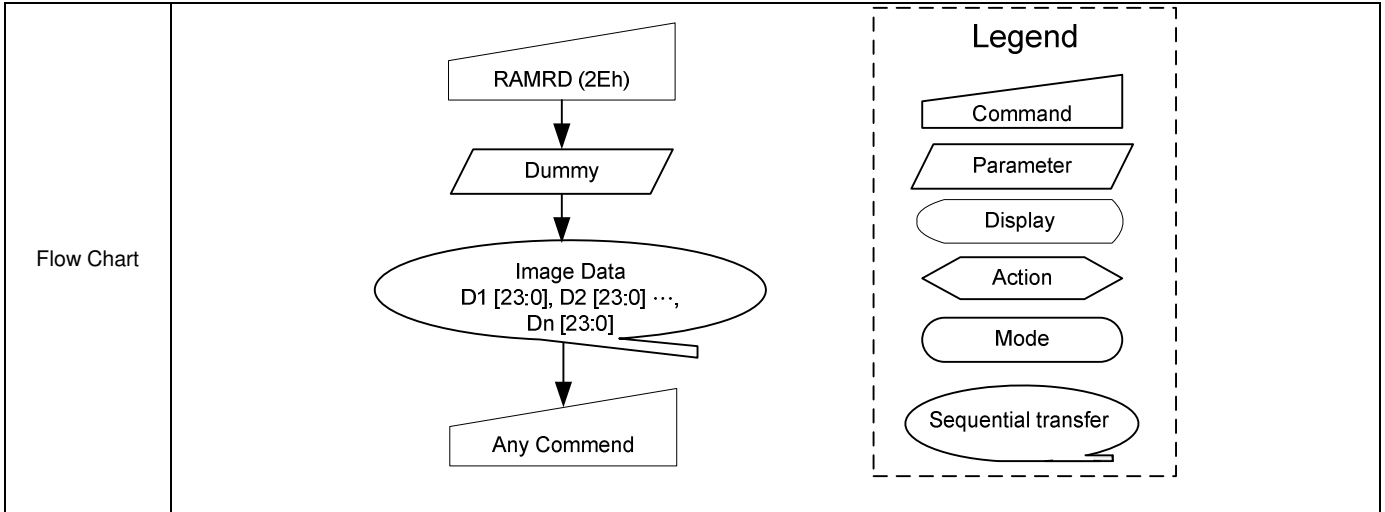 Flow Chart
RAMRD (2Eh)
Dummy
Image Data
D1 [23:0], D2 [23:0] ⋯,
Dn [23:0]
Any Commend
Legend
Command
Parameter
Display
Action
Mode
Sequential transfer